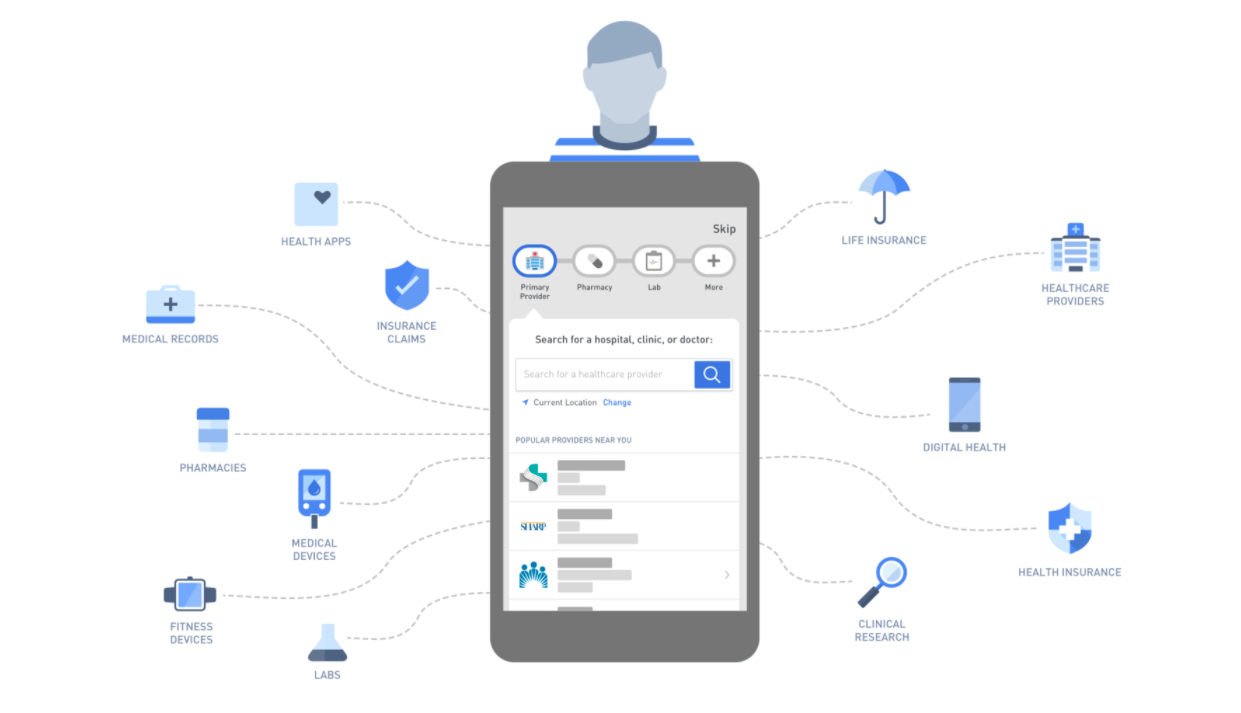 HEALTH APPS
INSURANCE
CLAIMS
MEDICAL RECORDS
PHARMACIES
MEDICAL
DEVICES
FITNESS
DEVICES
LABS
Skip
Primary
Provider
Pharmacy
Lab
More
Search for a hospital, clinic, or doctor:
Search for a healthcare provider
Current Location Change
POPULAR PROVIDERS NEAR YOU
SHARP
LIFE INSURANCE
HEALTHCARE
PROVIDERS
DIGITAL HEALTH
HEALTH INSURANCE
CLINICAL
RESEARCH